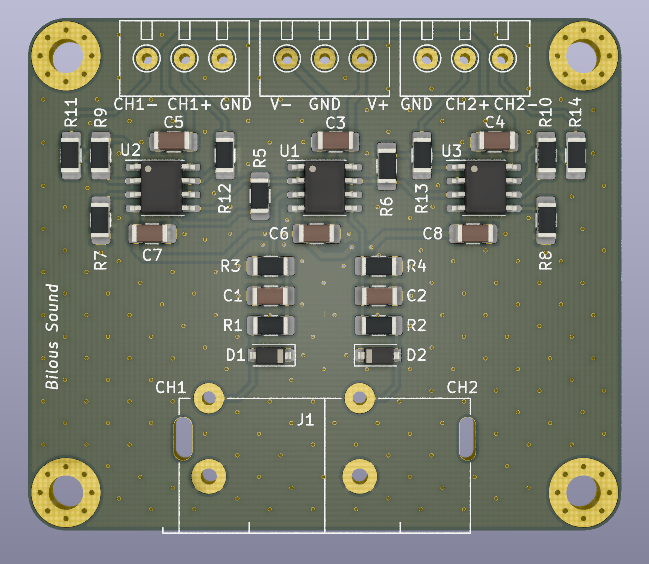 CH1- CH1+ GND
V- GND V+
GND CH2+ CH2-
R11
R9
C5
U2
R12
R5
C3
U1
R6
R13
C4
U3
R10
R14
R7
C7
C6
C8
R8
R3
R4
C1
C2
R1
R2
D1
D2
Bilous Sound
CH1
CH2
J1